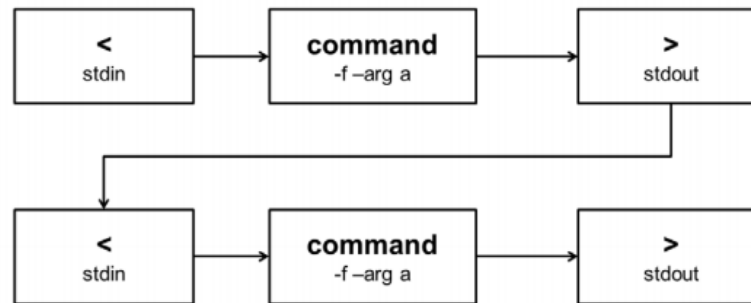 <
stdin
command
-f –arg a
>
stdout
<
stdin
command
-f –arg a
>
stdout